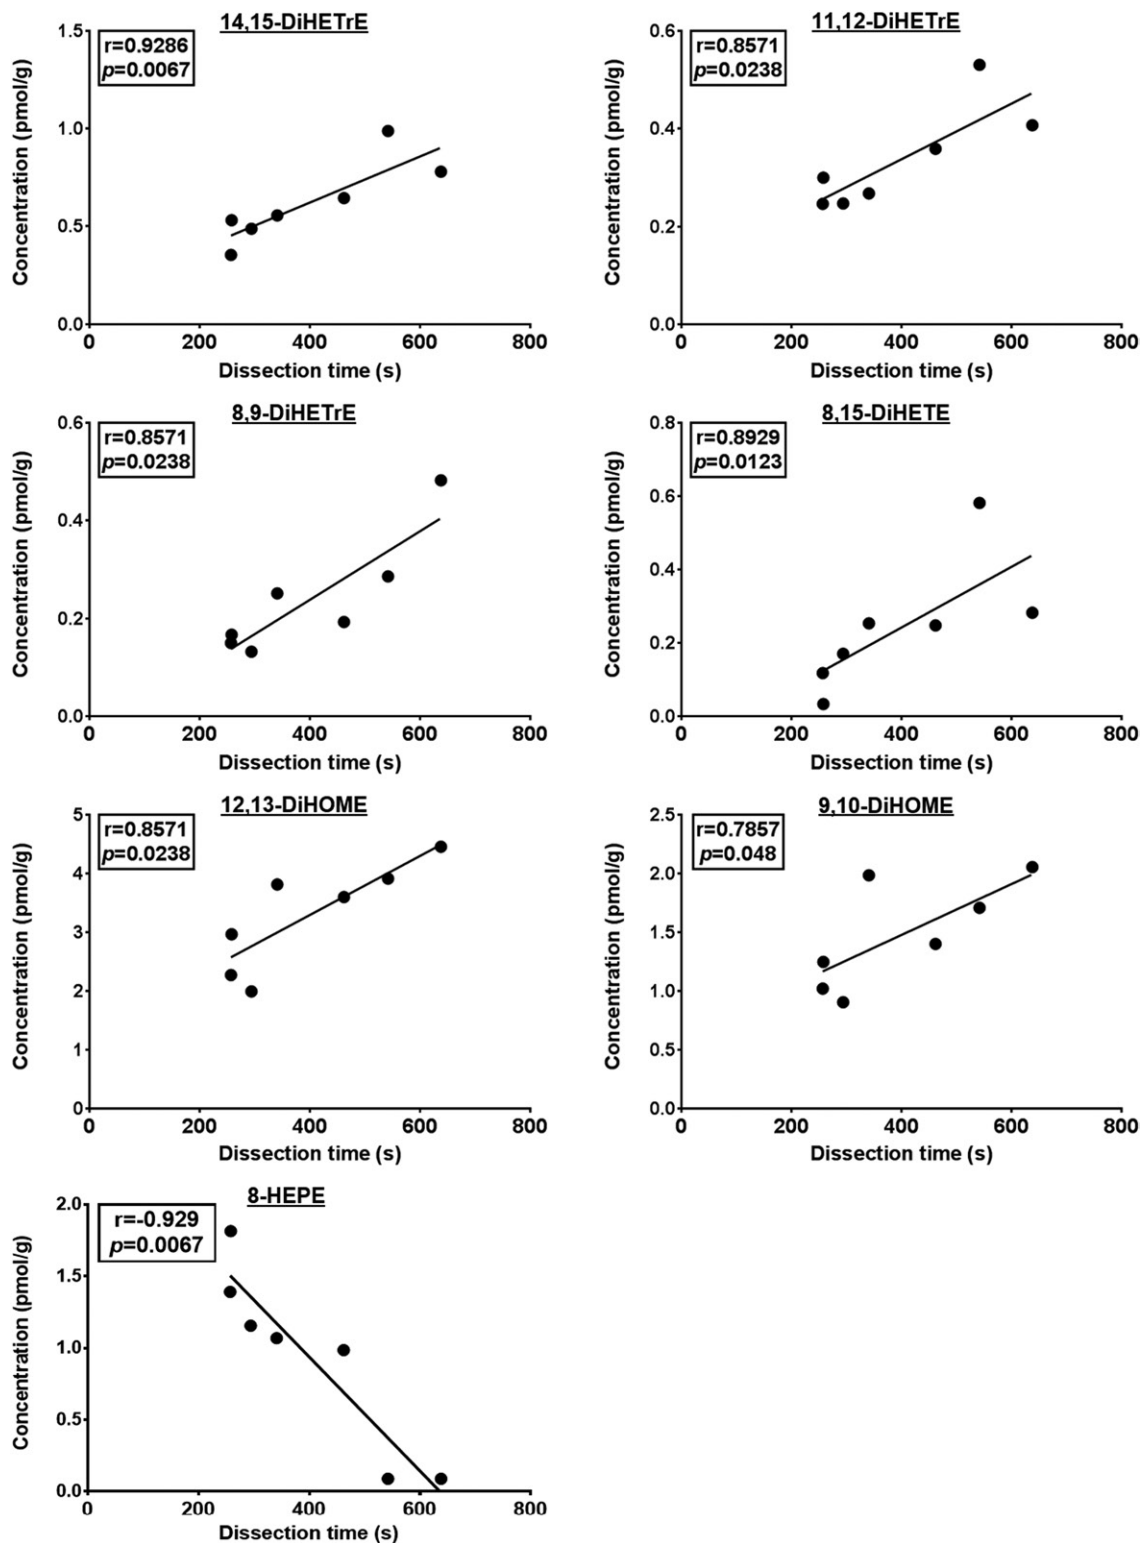 14,15-DiHETrE
r=0.9286
p=0.0067
Concentration (pmol/g)
1.5
1.0
0.5
0.0
0 200 400 600 800
Dissection time (s)
11,12-DiHETrE
r=0.8571
p=0.0238
Concentration (pmol/g)
0.6
0.4
0.2
0.0
0 200 400 600 800
Dissection time (s)
8,9-DiHETrE
r=0.8571
p=0.0238
Concentration (pmol/g)
0.6
0.4
0.2
0.0
0 200 400 600 800
Dissection time (s)
8,15-DiHETE
r=0.8929
p=0.0123
Concentration (pmol/g)
0.8
0.6
0.4
0.2
0.0
0 200 400 600 800
Dissection time (s)
12,13-DiHOME
r=0.8571
p=0.0238
Concentration (pmol/g)
5
4
3
2
1
0
0 200 400 600 800
Dissection time (s)
9,10-DiHOME
r=0.7857
p=0.048
Concentration (pmol/g)
2.5
2.0
1.5
1.0
0.5
0.0
0 200 400 600 800
Dissection time (s)
8-HEPE
r=-0.929
p=0.0067
Concentration (pmol/g)
2.0
1.5
1.0
0.5
0.0
0 200 400 600 800
Dissection time (s)